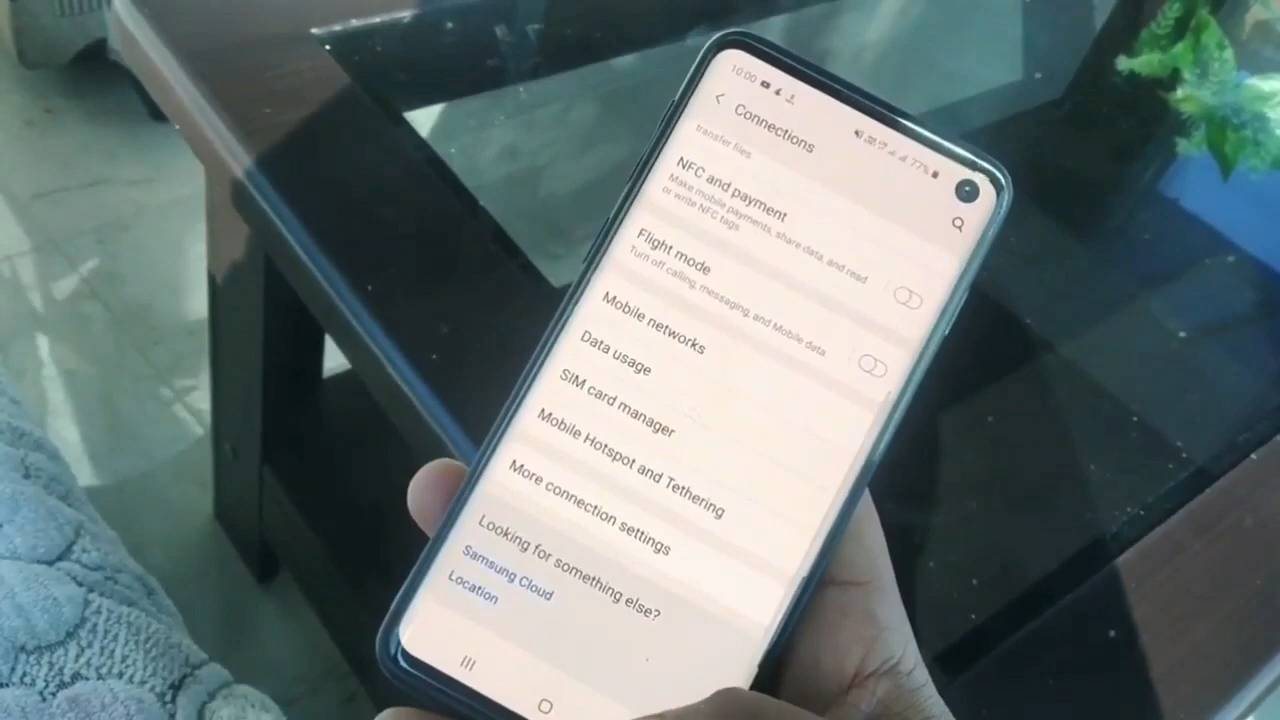 10:00
77%
Connections
transfer files.
NFC and payment
Make mobile payments, share data, and read
or write NFC tags.
Flight mode
Turn off calling, messaging, and Mobile data.
Mobile networks
Data usage
SIM card manager
Mobile Hotspot and Tethering
More connection settings
Looking for something else?
Samsung Cloud
Location